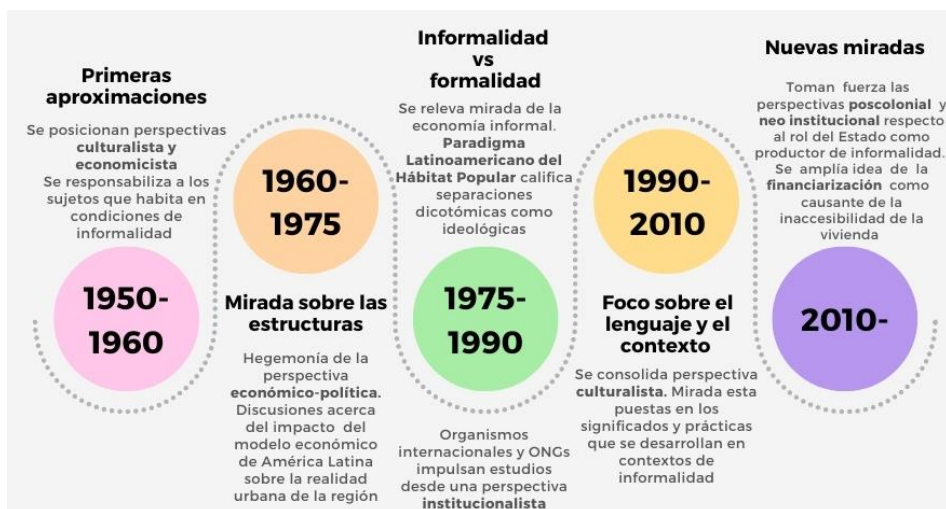 Primeras
aproximaciones
Se posicionan perspectivas
culturalista y
economicista
Se responsabiliza a los
sujetos que habita en
condiciones de
informalidad
1950-
1960
1960-
1975
Mirada sobre las
estructuras
Hegemonía de la
perspectiva
económico-política.
Discusiones acerca
del impacto del
modelo económico
de América Latina
sobre la realidad
urbana de la región
Informalidad
vs
formalidad
Se releva mirada de la
economía informal.
Paradigma
Latinoamericano del
Hábitat Popular califica
separaciones
dicotómicas como
ideológicas
1975-
1990
Organismos
internacionales y ONGs
impulsan estudios
desde una perspectiva
institucionalista
1990-
2010
Foco sobre el
lenguaje y el
contexto
Se consolida perspectiva
culturalista. Mirada esta
puestas en los
significados y prácticas
que se desarrollan en
contextos de
informalidad
Nuevas miradas
Toman fuerza las
perspectivas poscolonial y
neo institucional respecto
al rol del Estado como
productor de informalidad.
Se amplía idea de la
financiarización como
causante de la
inaccesibilidad de la
vivienda
2010-